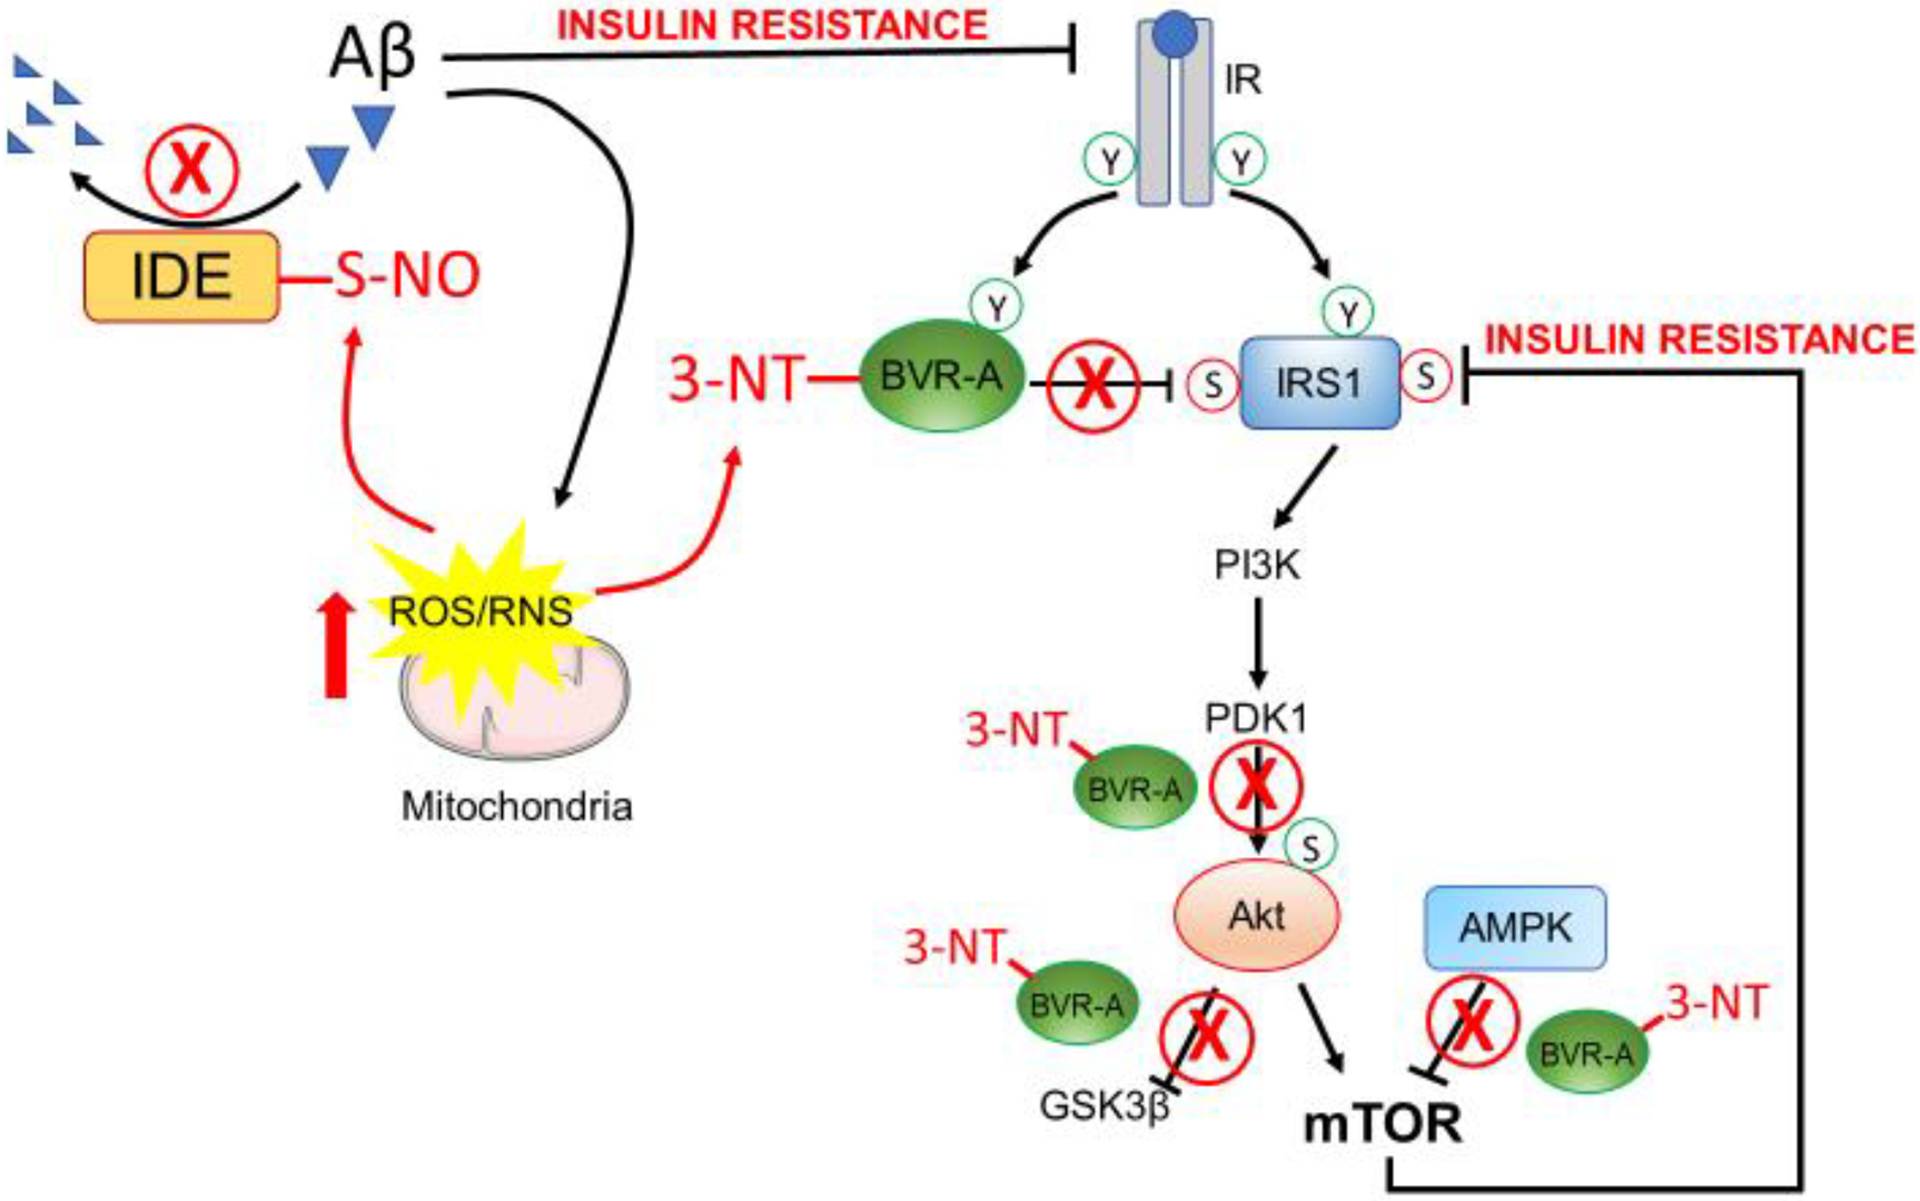 INSULIN RESISTANCE
Aβ
IR
X
Y
Y
IDE
S-NO
Y
Y
INSULIN RESISTANCE
3-NT
BVR-A
X
S
IRS1
S
PI3K
ROS/RNS
PDK1
3-NT
BVR-A
X
Mitochondria
S
Akt
AMPK
3-NT
BVR-A
X
X
3-NT
BVR-A
GSK3β
mTOR